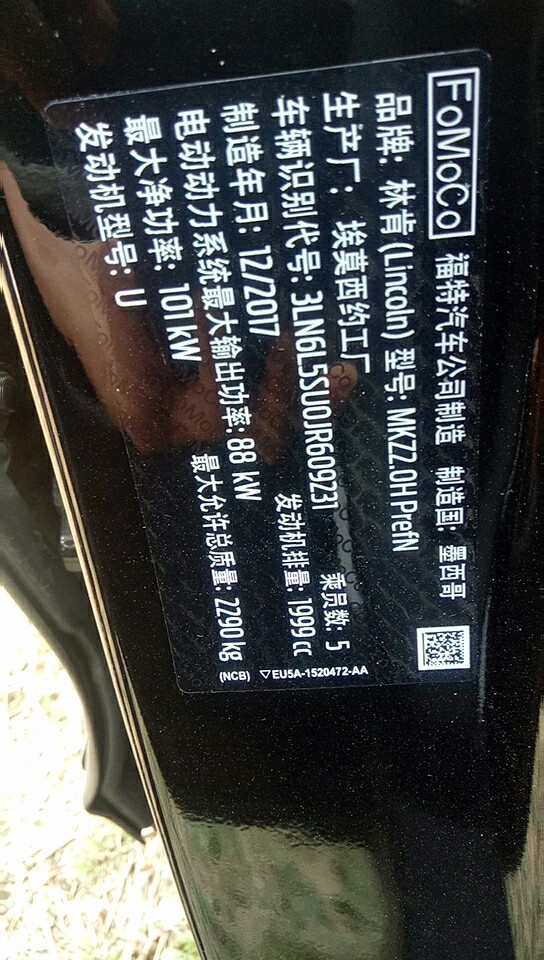 FoMoCo 福特汽车公司制造 制造国: 墨西哥
品牌: 林肯(Lincoln) 型号: MKZ2.0H PrefN
生产厂: 埃莫西约工厂 乘员数: 5
车辆识别代号: 3LN6L5SU0JR609231
制造年月: 12/2017 发动机排量: 1999 cc
电动动力系统最大输出功率: 88 kW
最大净功率: 101kW 最大允许总质量: 2290 kg
发动机型号: U
(NCB) ▽EU5A-1520472-AA